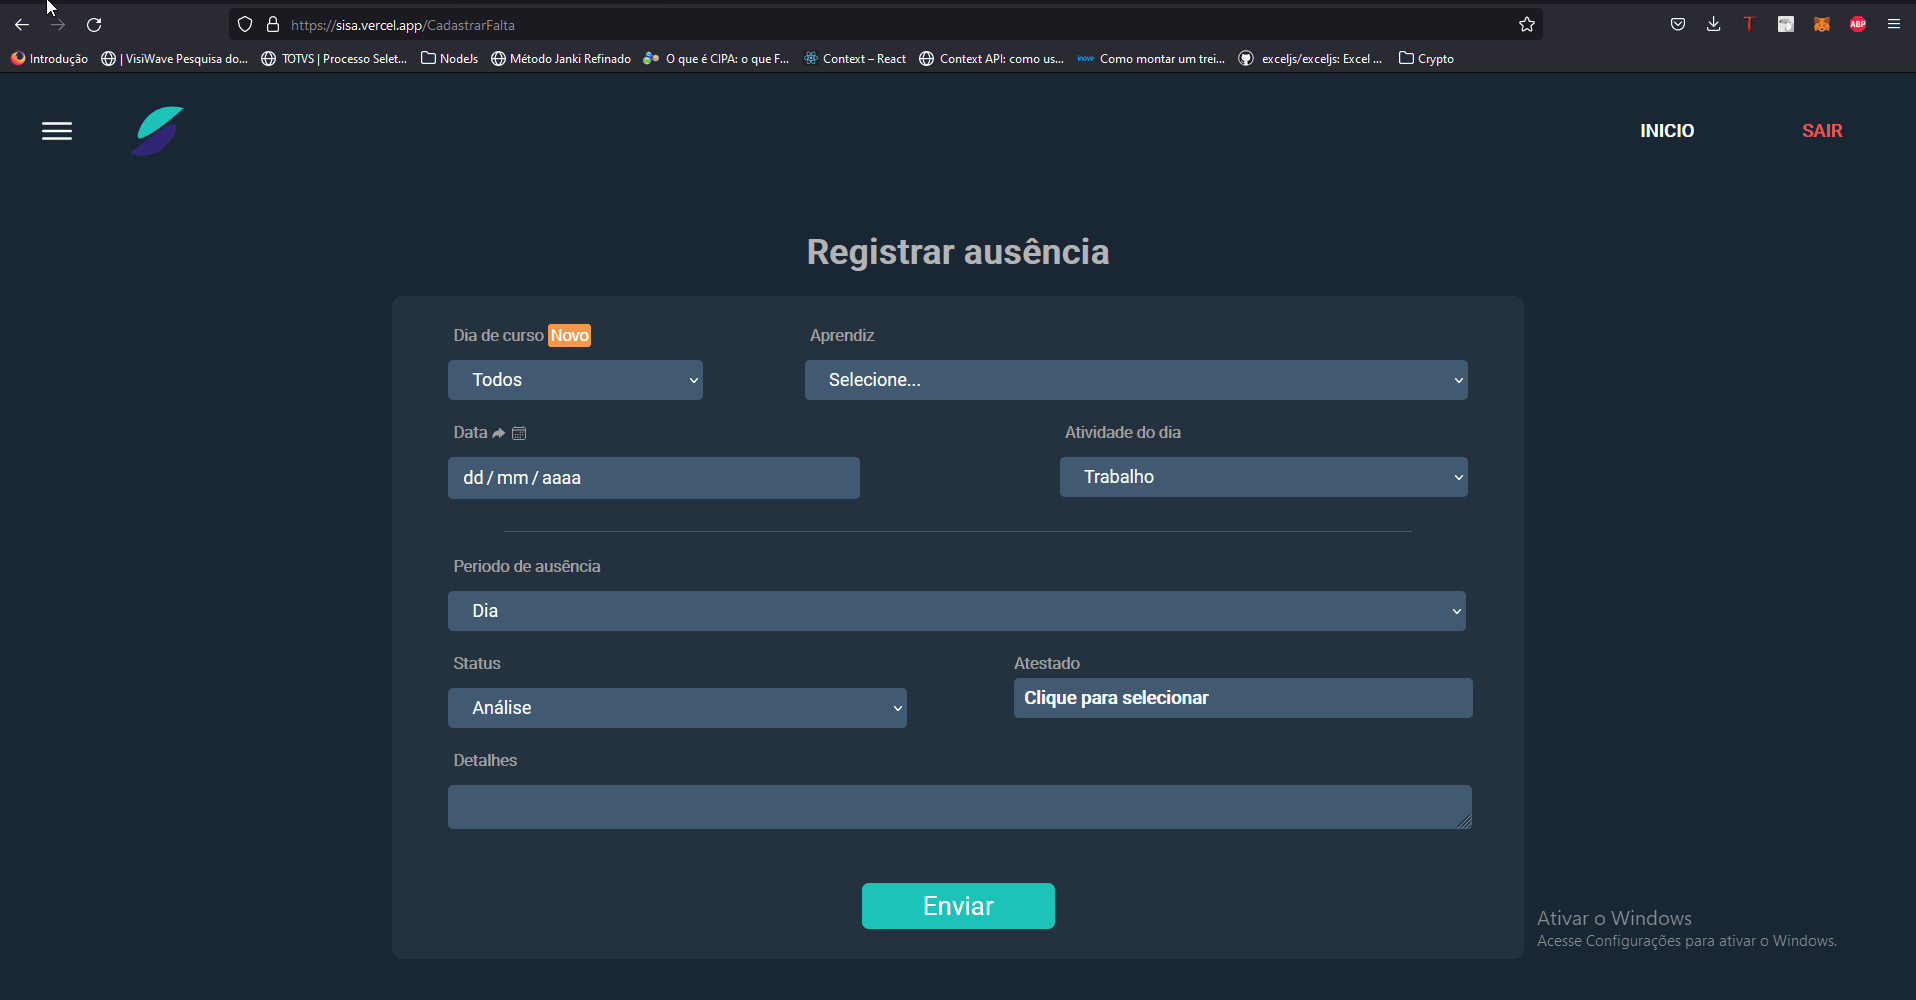 https://sisa.vercel.app/CadastrarFalta
T ABP
Introdução | VisiWave Pesquisa do... TOTVS | Processo Selet... NodeJs Método Janki Refinado O que é CIPA: o que F... Context – React Context API: como us... inove Como montar um trei... exceljs/exceljs: Excel ... Crypto
INICIO SAIR
Registrar ausência
Dia de curso Novo Aprendiz
Todos Selecione...
Data Atividade do dia
dd / mm / aaaa Trabalho
Periodo de ausência
Dia
Status Atestado
Análise Clique para selecionar
Detalhes
Enviar
Ativar o Windows
Acesse Configurações para ativar o Windows.